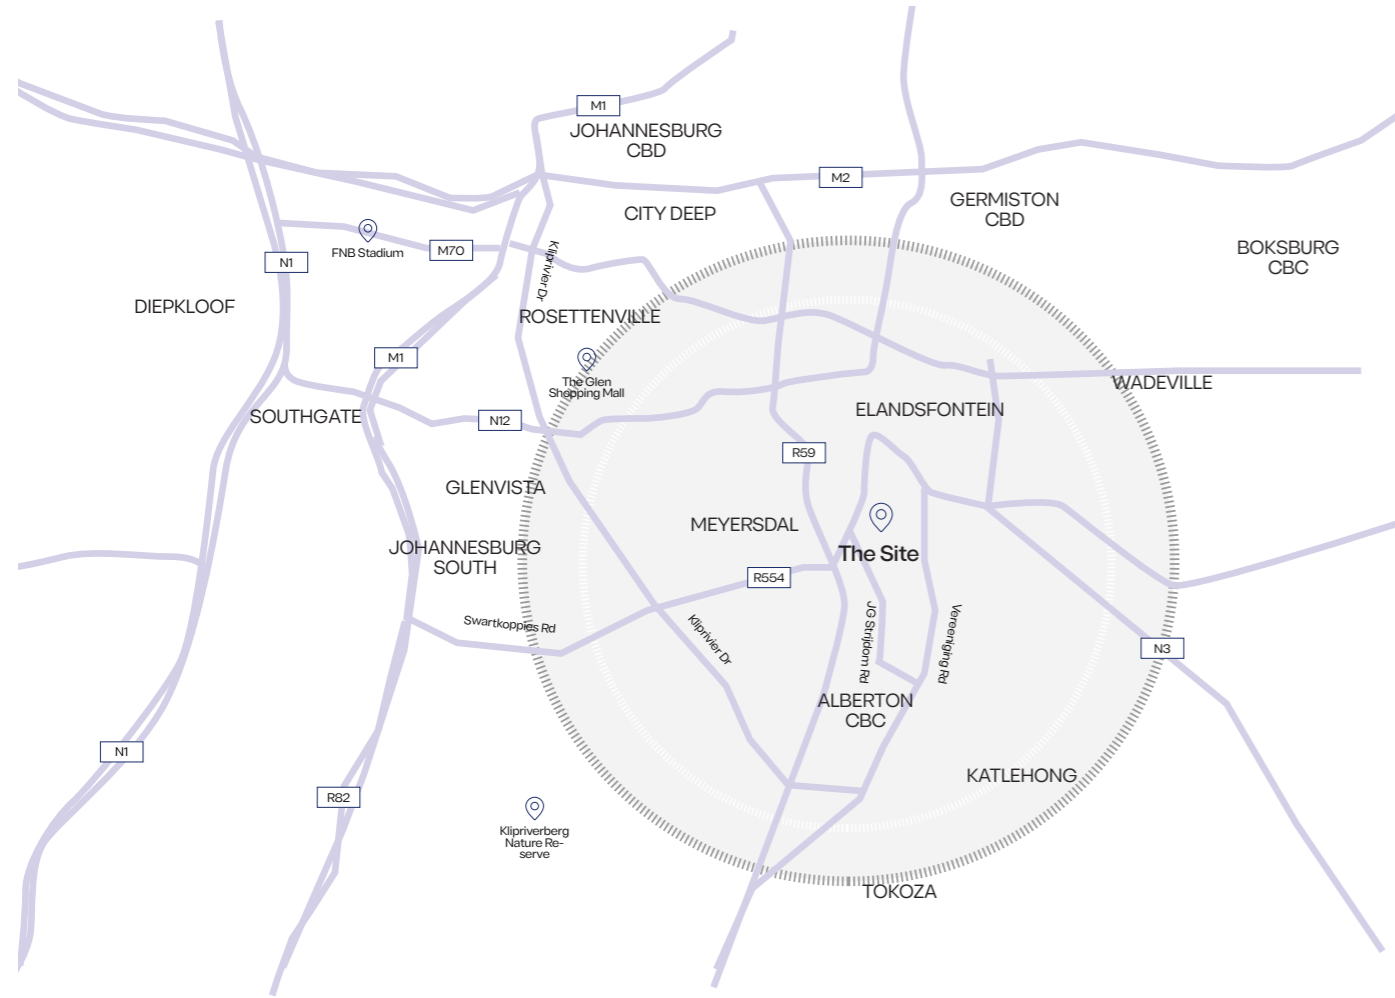 M1
JOHANNESBURG
CBD
M2
GERMISTON
CBD
CITY DEEP
BOKSBURG
CBC
FNB Stadium
M70
Kliprivier Dr
N1
DIEPKLOOF
ROSETTENVILLE
M1
The Glen
Shopping Mall
WADEVILLE
SOUTHGATE
N12
ELANDSFONTEIN
R59
GLENVISTA
MEYERSDAL
The Site
JOHANNESBURG
SOUTH
R554
Swartkoppies Rd
Kliprivier Dr
JG Strijdom Rd
Vereeniging Rd
N3
ALBERTON
CBC
N1
KATLEHONG
R82
Klipriverberg
Nature Re-
serve
TOKOZA